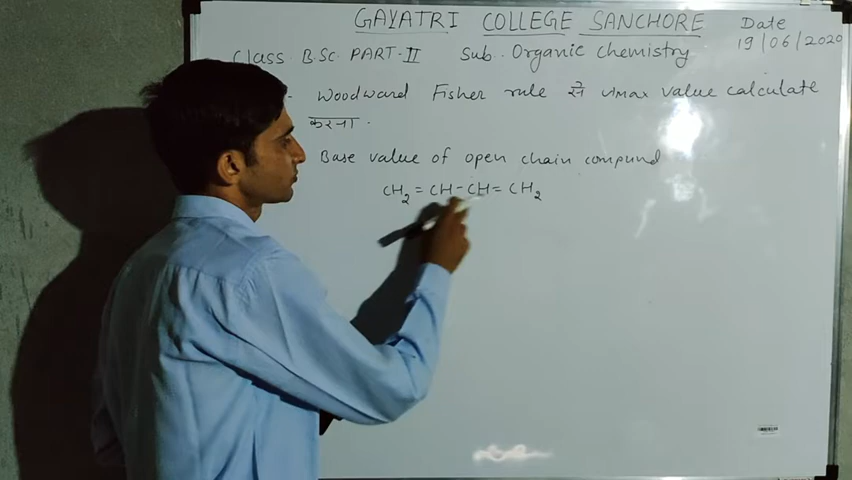 GAYATRI COLLEGE SANCHORE
Date
19/06/2020
Class B.Sc. PART-II Sub. Organic Chemistry
Woodward Fisher rule से λmax value calculate
करना.
Base value of open chain compund
CH₂ = CH - CH = CH₂